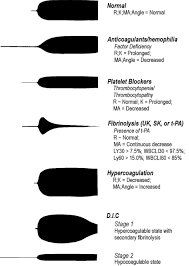 Normal
R;K;MA;Angle = Normal
Anticoagulants/hemophilia
Factor Deficiency
R;K = Prolonged;
MA;Angle = Decreased
Platelet Blockers
Thrombocytopenia/
Thrombocytopathy
R ~ Normal; K = Prolonged;
MA = Decreased
Fibrinolysis (UK, SK, or t-PA)
Presence of t-PA
R ~ Normal;
MA = Continuous decrease
LY30 > 7.5%; WBCLI30 < 97.5%;
Ly60 > 15.0%; WBCLI60 < 85%
Hypercoagulation
R;K = Decreased;
MA;Angle = Increased
D.I.C
Stage 1
Hypercoagulable state with
secondary fibrinolysis
Stage 2
Hypocoagulable state